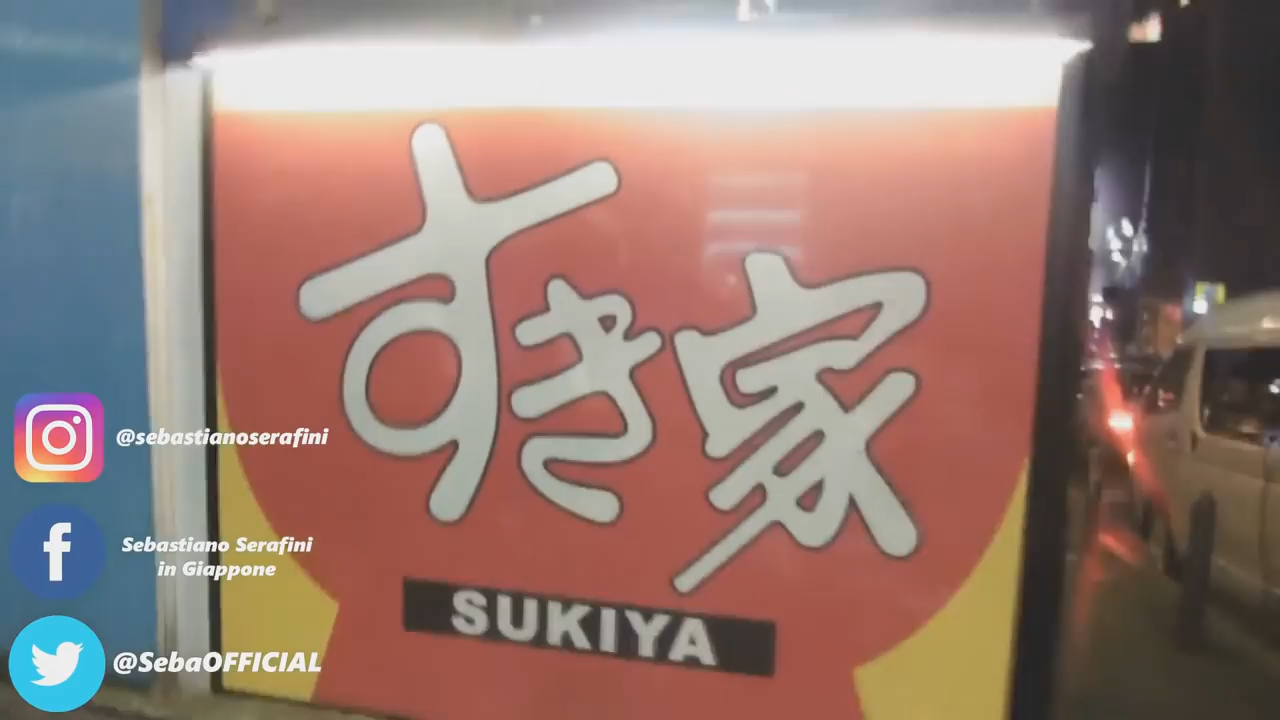 すき家
SUKIYA
@sebastianoserafini
Sebastiano Serafini
in Giappone
@SebaOFFICIAL